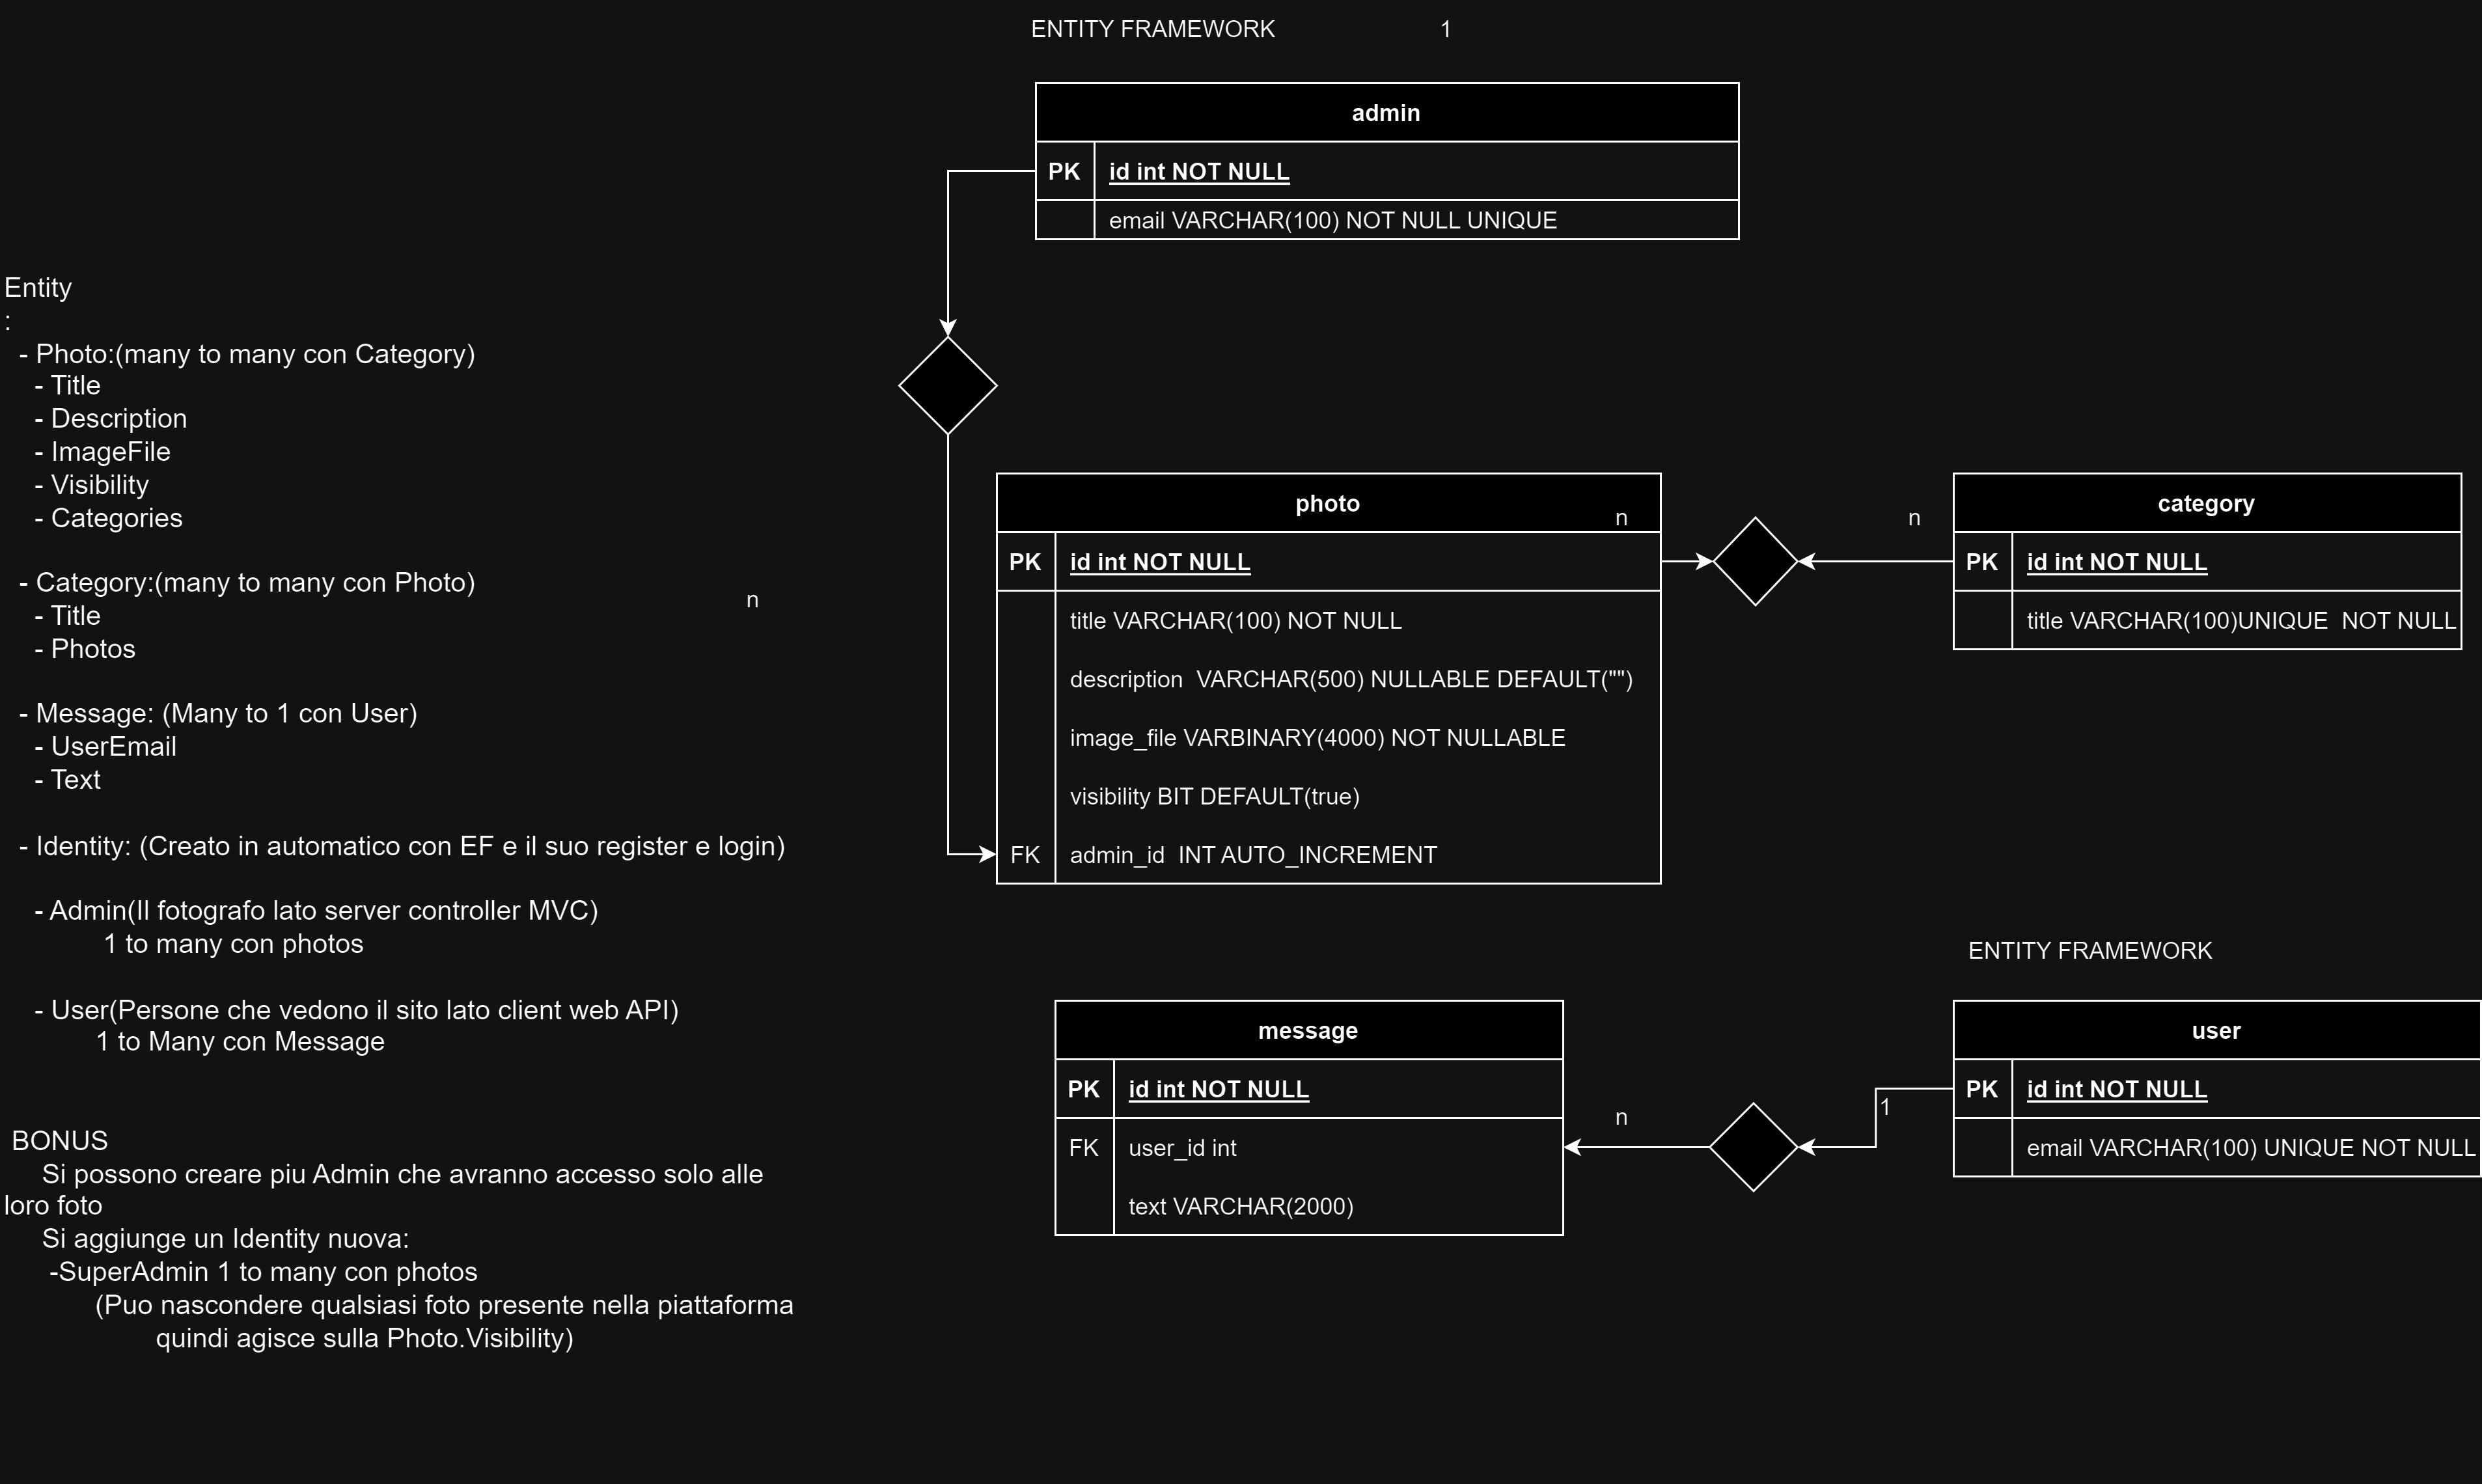 ENTITY FRAMEWORK
1
admin
PK
id int NOT NULL
email VARCHAR(100) NOT NULL UNIQUE
Entity
:
- Photo:(many to many con Category)
- Title
- Description
- ImageFile
- Visibility
- Categories
- Category:(many to many con Photo)
- Title
- Photos
- Message: (Many to 1 con User)
- UserEmail
- Text
- Identity: (Creato in automatico con EF e il suo register e login)
- Admin(Il fotografo lato server controller MVC)
1 to many con photos
- User(Persone che vedono il sito lato client web API)
1 to Many con Message
BONUS
Si possono creare piu Admin che avranno accesso solo alle
loro foto
Si aggiunge un Identity nuova:
-SuperAdmin 1 to many con photos
(Puo nascondere qualsiasi foto presente nella piattaforma
quindi agisce sulla Photo.Visibility)
n
photo
n
PK
id int NOT NULL
title VARCHAR(100) NOT NULL
description  VARCHAR(500) NULLABLE DEFAULT("")
image_file VARBINARY(4000) NOT NULLABLE
visibility BIT DEFAULT(true)
FK
admin_id  INT AUTO_INCREMENT
n
category
PK
id int NOT NULL
title VARCHAR(100)UNIQUE  NOT NULL
message
PK
id int NOT NULL
FK
user_id int
text VARCHAR(2000)
n
1
ENTITY FRAMEWORK
user
PK
id int NOT NULL
email VARCHAR(100) UNIQUE NOT NULL